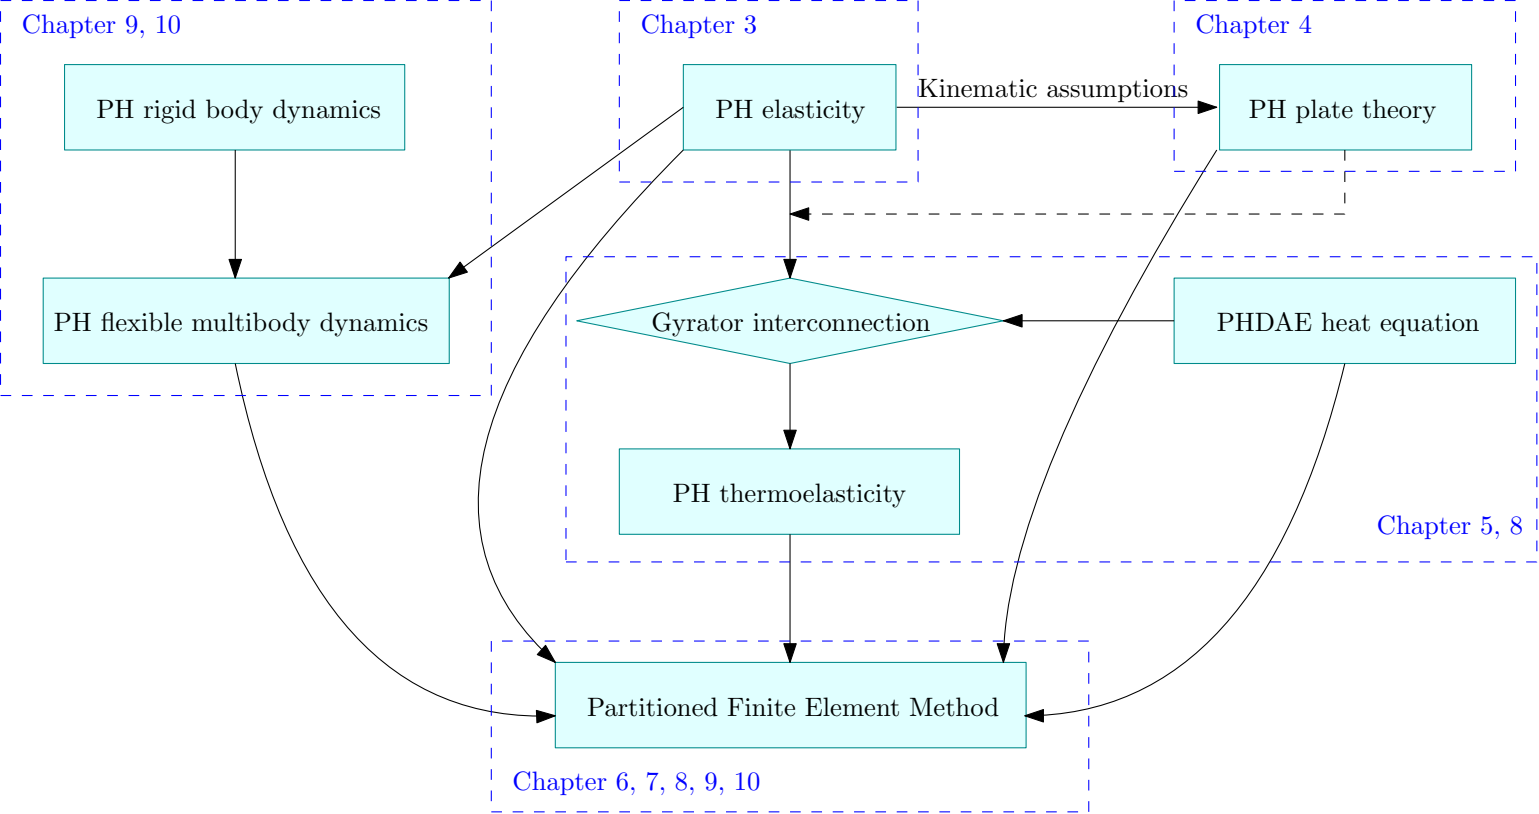 Chapter 9, 10
Chapter 3
Chapter 4
PH rigid body dynamics
PH elasticity
Kinematic assumptions
PH plate theory
PH flexible multibody dynamics
Gyrator interconnection
PHDAE heat equation
PH thermoelasticity
Chapter 5, 8
Partitioned Finite Element Method
Chapter 6, 7, 8, 9, 10